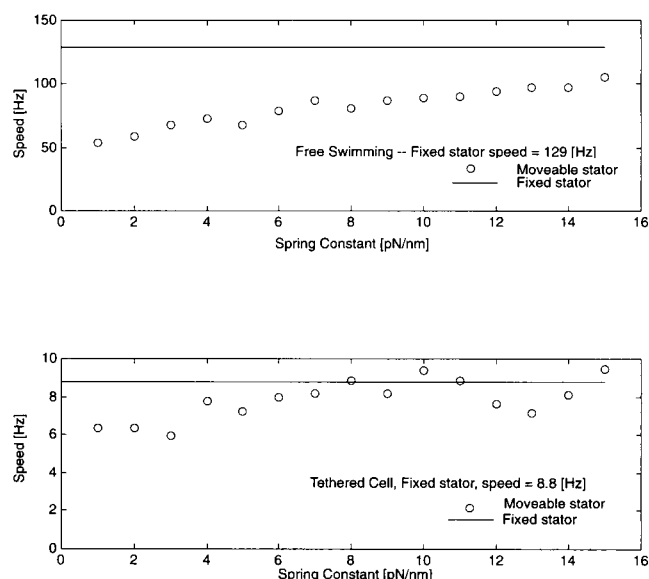 150
100
50
0
Speed [Hz]
Free Swimming -- Fixed stator speed = 129 [Hz]
Moveable stator
Fixed stator
0 2 4 6 8 10 12 14 16
Spring Constant [pN/nm]
10
8
6
4
2
0
Speed [Hz]
Tethered Cell, Fixed stator, speed = 8.8 [Hz]
Moveable stator
Fixed stator
0 2 4 6 8 10 12 14 16
Spring Constant [pN/nm]